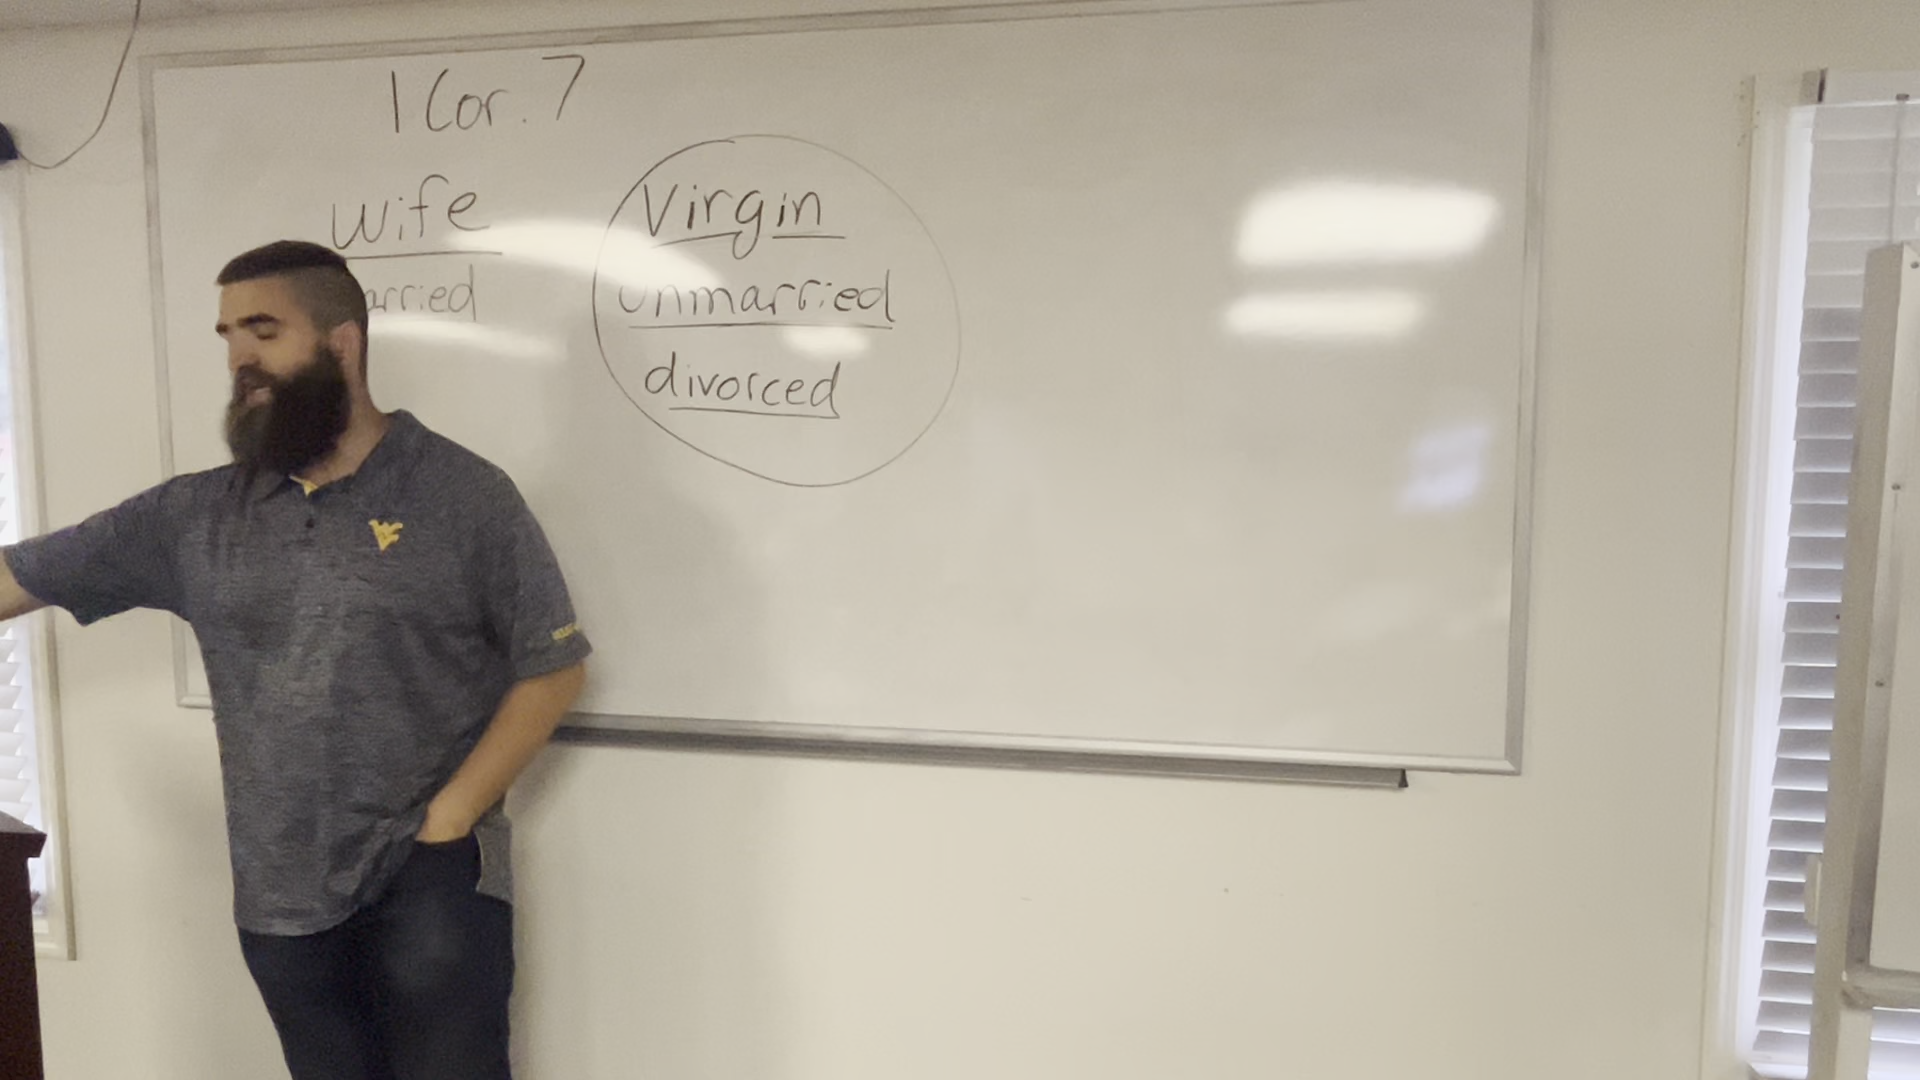 1 Cor. 7
Wife
arried
Virgin
Unmarried
divorced